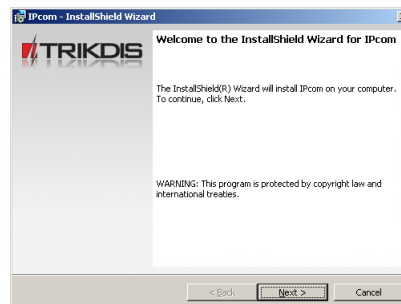 IPcom - InstallShield Wizard
TRIKDIS
Welcome to the InstallShield Wizard for IPcom
The InstallShield(R) Wizard will install IPcom on your computer.
To continue, click Next.
WARNING: This program is protected by copyright law and
international treaties.
< Back
Next >
Cancel